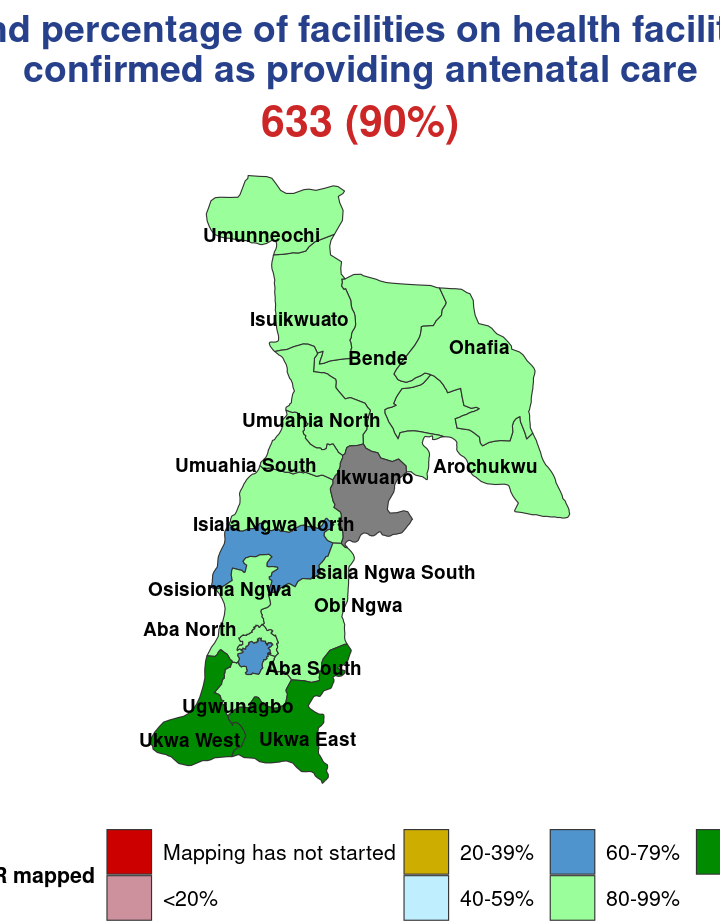 nd percentage of facilities on health facilit
confirmed as providing antenatal care
633 (90%)
Umunneochi
Isuikwuato
Ohafia
Bende
Umuahia North
Umuahia South
Arochukwu
Ikwuano
Isiala Ngwa North
Isiala Ngwa South
Osisioma Ngwa
Obi Ngwa
Aba North
Aba South
Ugwunagbo
Ukwa West
Ukwa East
R mapped
Mapping has not started
20-39%
60-79%
<20%
40-59%
80-99%